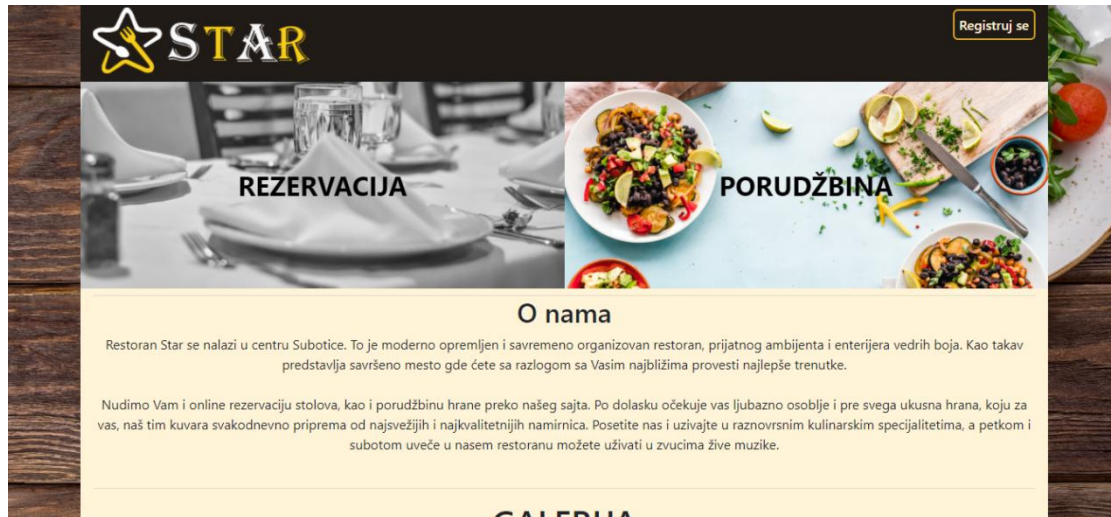 STAR
Registruj se
REZERVACIJA
PORUDŽBINA
O nama
Restoran Star se nalazi u centru Subotice. To je moderno opremljen i savremeno organizovan restoran, prijatnog ambijenta i enterijera vedrih boja. Kao takav
predstavlja savršeno mesto gde ćete sa razlogom sa Vasim najbližima provesti najlepše trenutke.
Nudimo Vam i online rezervaciju stolova, kao i porudžbinu hrane preko našeg sajta. Po dolasku očekuje vas ljubazno osoblje i pre svega ukusna hrana, koju za
vas, naš tim kuvara svakodnevno priprema od najsvežijih i najkvalitetnijih namirnica. Posetite nas i uzivajte u raznovrsnim kulinarskim specijalitetima, a petkom i
subotom uveče u nasem restoranu možete uživati u zvucima žive muzike.
GALERIJA